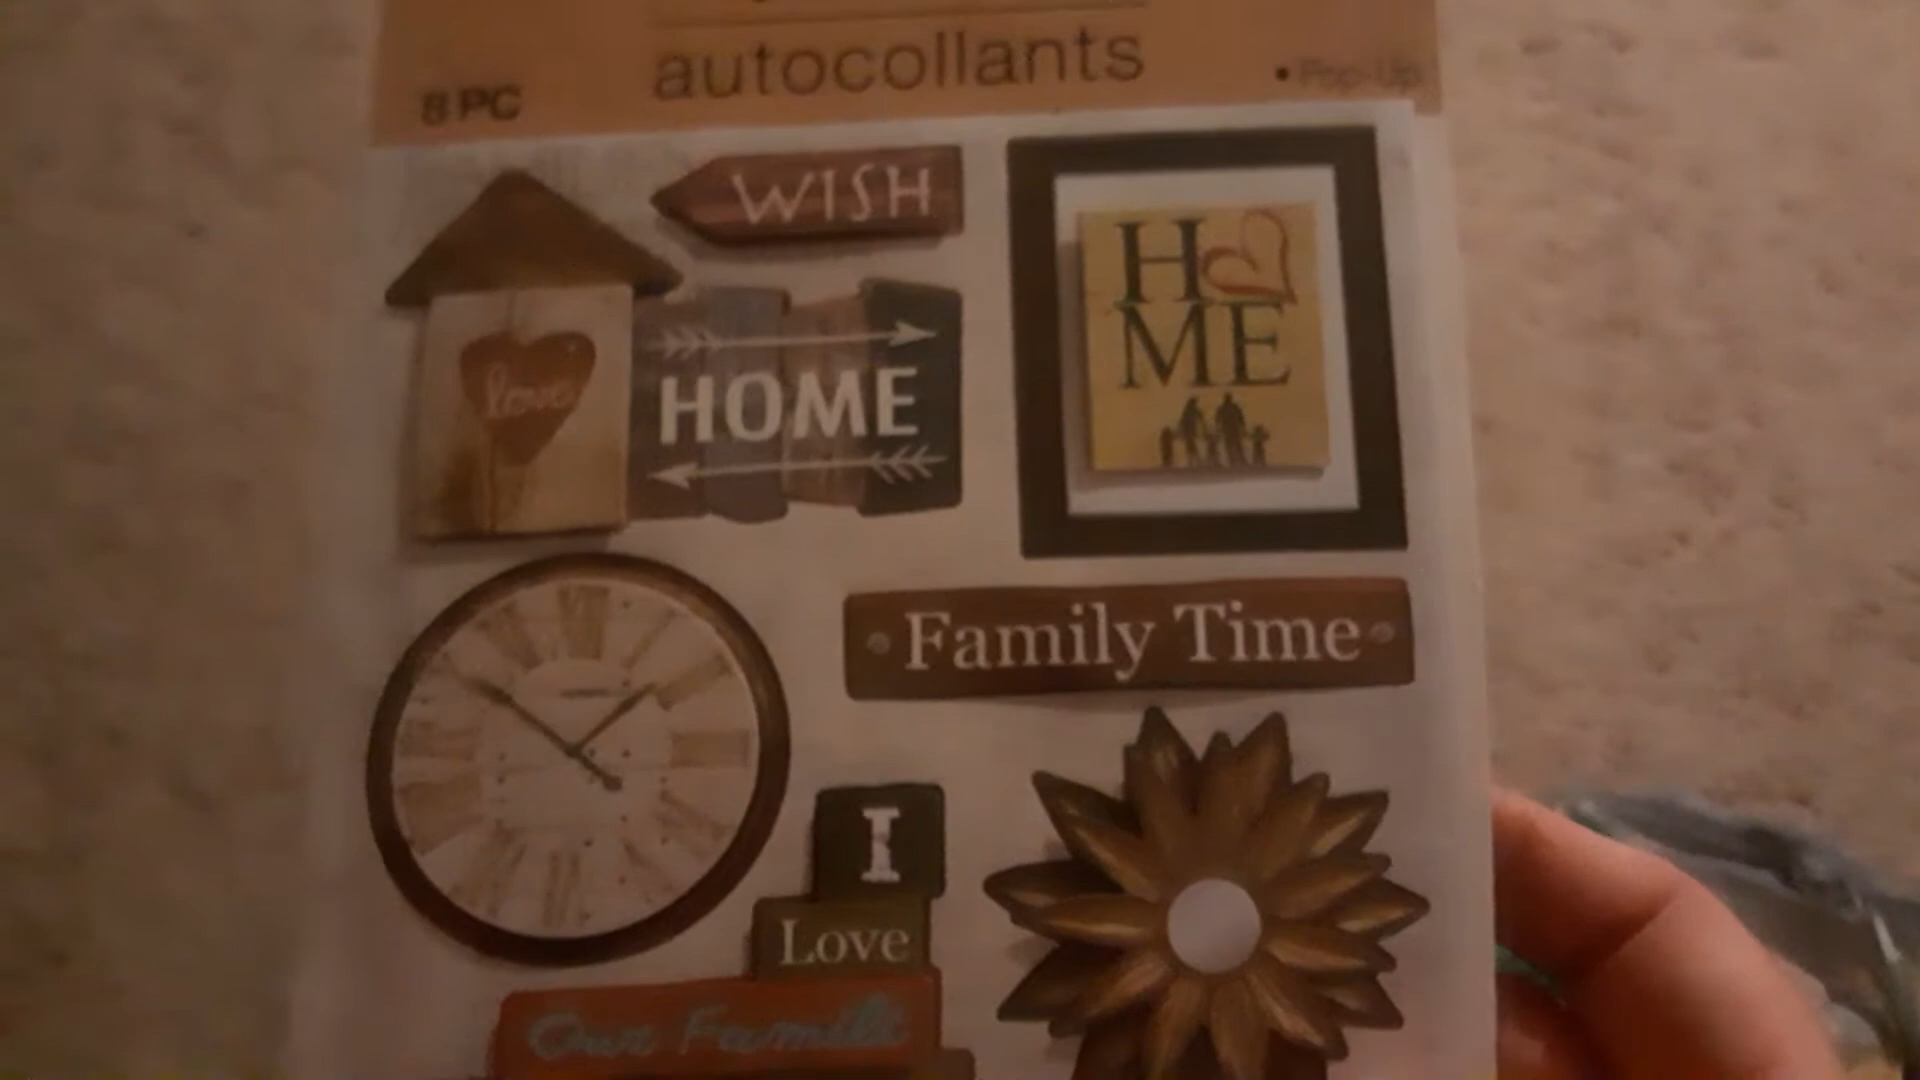 autocollants
8 PC
• Pop-Up
WISH
love
HOME
HOME
Family Time
I
Love
Our Family